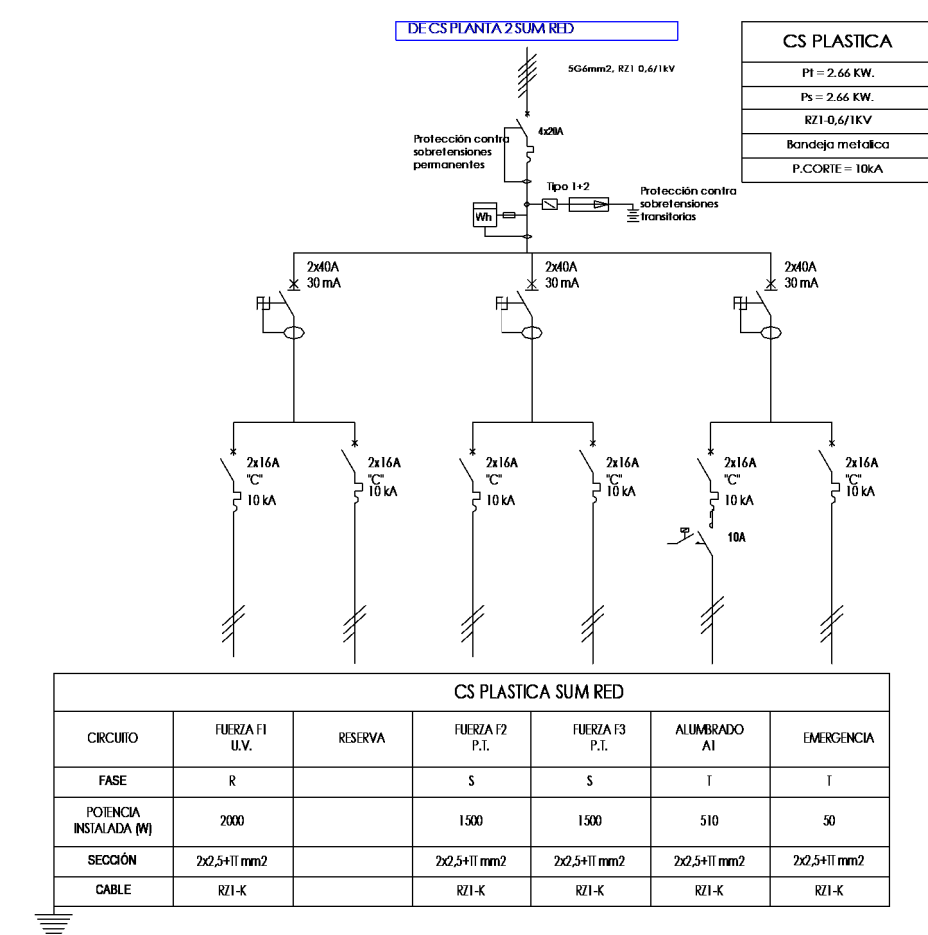 DE CS PLANTA 2 SUM RED
5G6mm2, RZ1 0,6/1kV
CS PLASTICA
Pt = 2.66 KW.
Ps = 2.66 KW.
RZ1-0,6/1KV
Bandeja metalica
P.CORTE = 10kA
4x20A
Protección contra
sobretensiones
permanentes
Tipo 1+2
Protección contra
sobretensiones
transitorias
Wh
2x40A
30 mA
2x40A
30 mA
2x40A
30 mA
2x16A
"C"
10 kA
2x16A
"C"
10 kA
2x16A
"C"
10 kA
2x16A
"C"
10 kA
2x16A
"C"
10 kA
2x16A
"C"
10 kA
10A
CS PLASTICA SUM RED
CIRCUITO
FUERZA F1
U.V.
RESERVA
FUERZA F2
P.T.
FUERZA F3
P.T.
ALUMBRADO
A1
EMERGENCIA
FASE R S S T T
POTENCIA
INSTALADA (W)
2000 1500 1500 510 50
SECCIÓN 2x2,5+TT mm2 2x2,5+TT mm2 2x2,5+TT mm2 2x2,5+TT mm2 2x2,5+TT mm2
CABLE RZ1-K RZ1-K RZ1-K RZ1-K RZ1-K